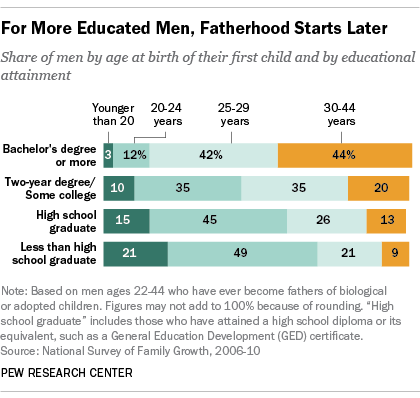 For More Educated Men, Fatherhood Starts Later
Share of men by age at birth of their first child and by educational
attainment
Younger
than 20
20-24
years
25-29
years
30-44
years
Bachelor's degree
or more
3
12%
42%
44%
Two-year degree/
Some college
10
35
35
20
High school
graduate
15
45
26
13
Less than high
school graduate
21
49
21
9
Note: Based on men ages 22-44 who have ever become fathers of biological
or adopted children. Figures may not add to 100% because of rounding. “High
school graduate” includes those who have attained a high school diploma or its
equivalent, such as a General Education Development (GED) certificate.
Source: National Survey of Family Growth, 2006-10
PEW RESEARCH CENTER